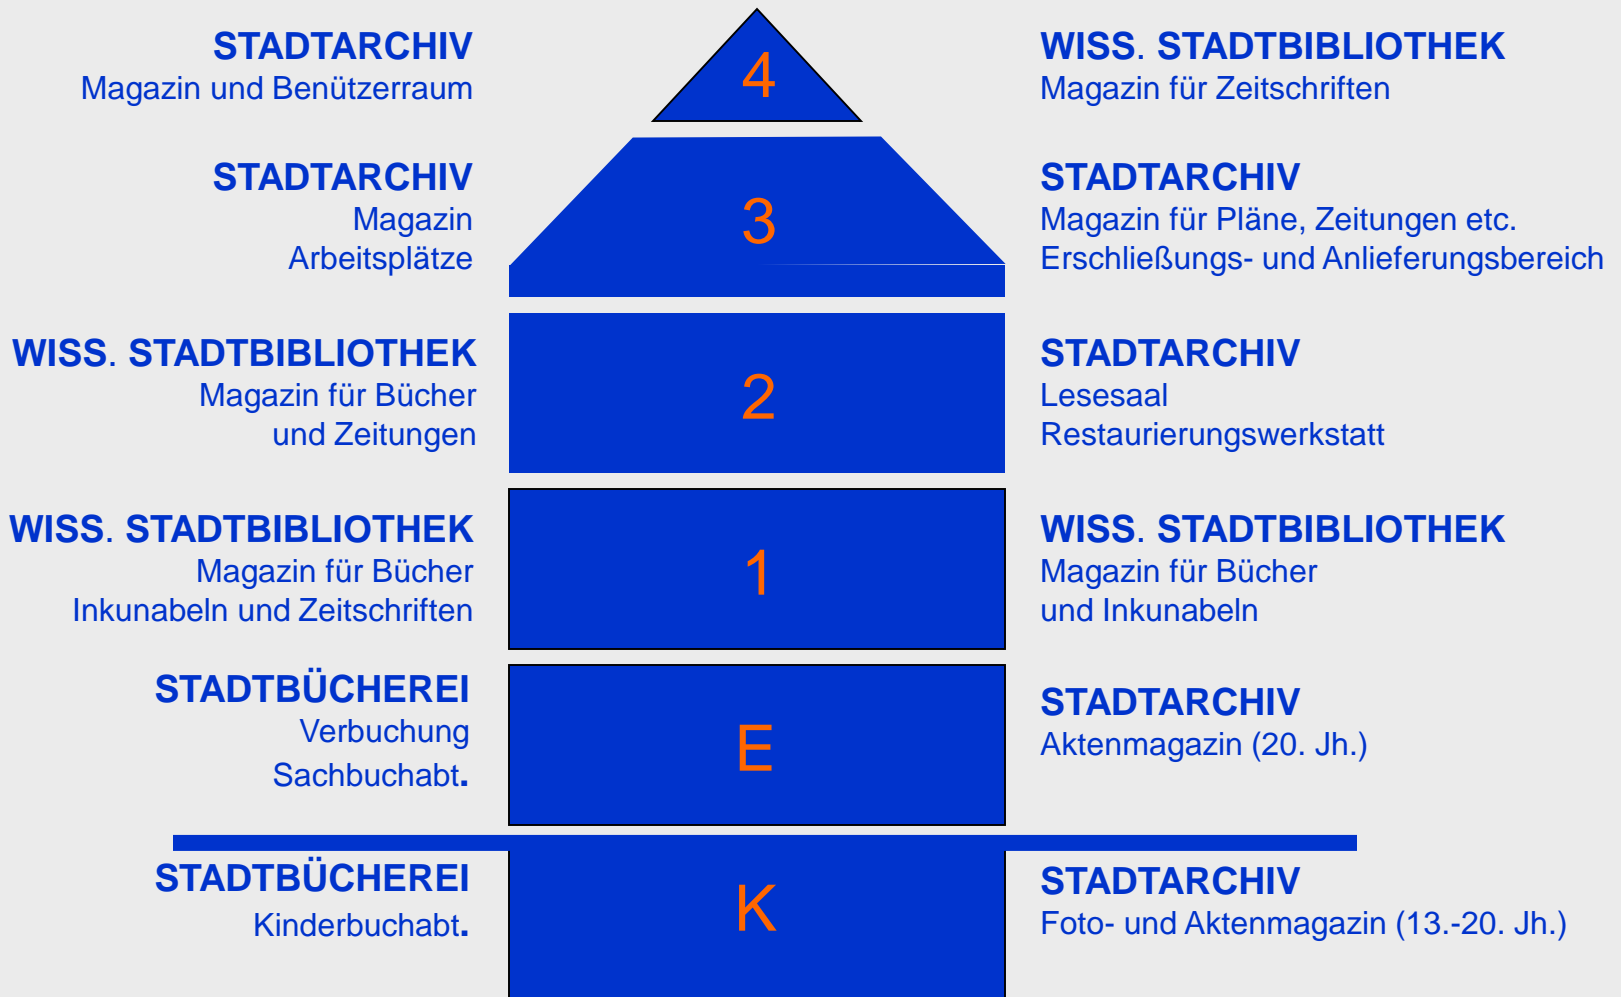 STADTARCHIV
Magazin und Benützerraum
4
WISS. STADTBIBLIOTHEK
Magazin für Zeitschriften
STADTARCHIV
Magazin
Arbeitsplätze
3
STADTARCHIV
Magazin für Pläne, Zeitungen etc.
Erschließungs- und Anlieferungsbereich
WISS. STADTBIBLIOTHEK
Magazin für Bücher
und Zeitungen
2
STADTARCHIV
Lesesaal
Restaurierungswerkstatt
WISS. STADTBIBLIOTHEK
Magazin für Bücher
Inkunabeln und Zeitschriften
1
WISS. STADTBIBLIOTHEK
Magazin für Bücher
und Inkunabeln
STADTBÜCHEREI
Verbuchung
Sachbuchabt.
E
STADTARCHIV
Aktenmagazin (20. Jh.)
STADTBÜCHEREI
Kinderbuchabt.
K
STADTARCHIV
Foto- und Aktenmagazin (13.-20. Jh.)